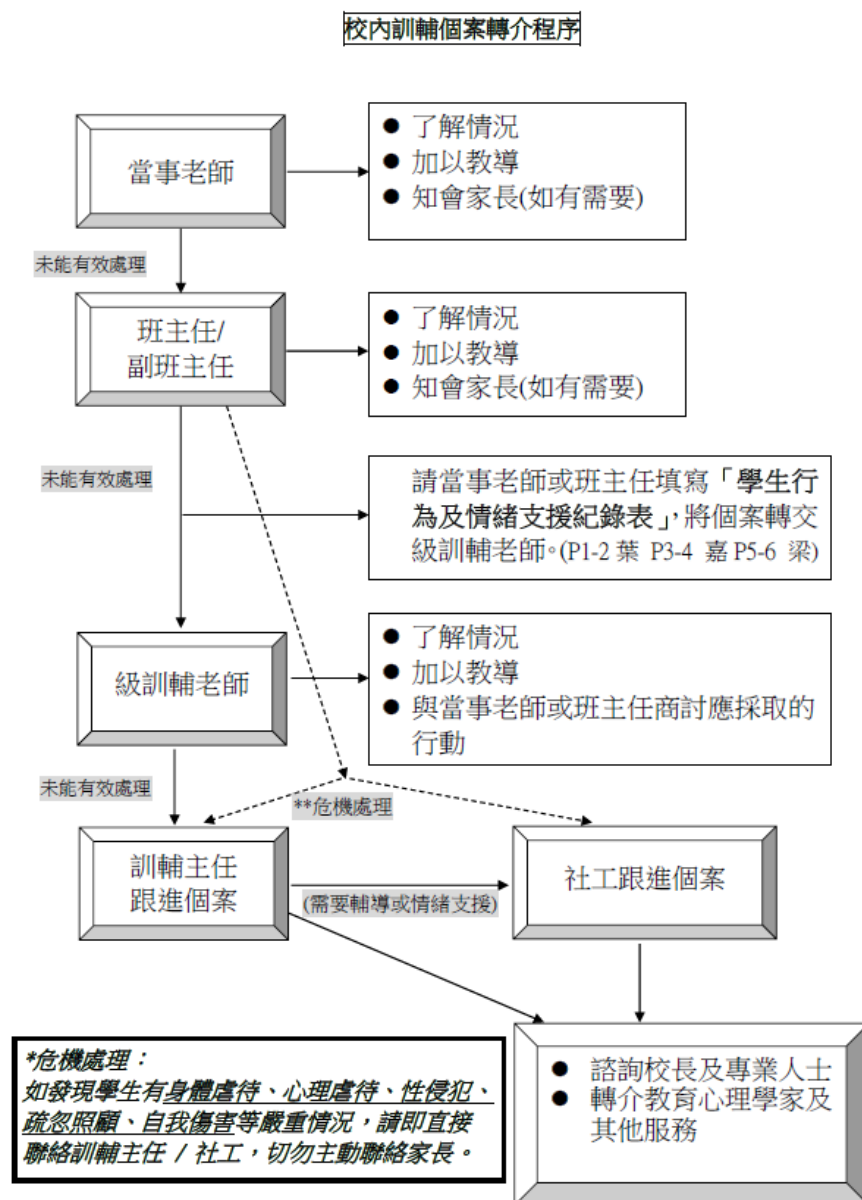 校內訓輔個案轉介程序
當事老師
● 了解情況
● 加以教導
● 知會家長(如有需要)
未能有效處理
班主任/
副班主任
● 了解情況
● 加以教導
● 知會家長(如有需要)
未能有效處理
請當事老師或班主任填寫「學生行
為及情緒支援紀錄表」，將個案轉交
級訓輔老師。(P1-2 葉 P3-4 嘉 P5-6 梁)
級訓輔老師
● 了解情況
● 加以教導
● 與當事老師或班主任商討應採取的
行動
未能有效處理
**危機處理
訓輔主任
跟進個案
(需要輔導或情緒支援)
社工跟進個案
● 諮詢校長及專業人士
● 轉介教育心理學家及
其他服務
*危機處理：
如發現學生有身體虐待、心理虐待、性侵犯、
疏忽照顧、自我傷害等嚴重情況，請即直接
聯絡訓輔主任 / 社工，切勿主動聯絡家長。